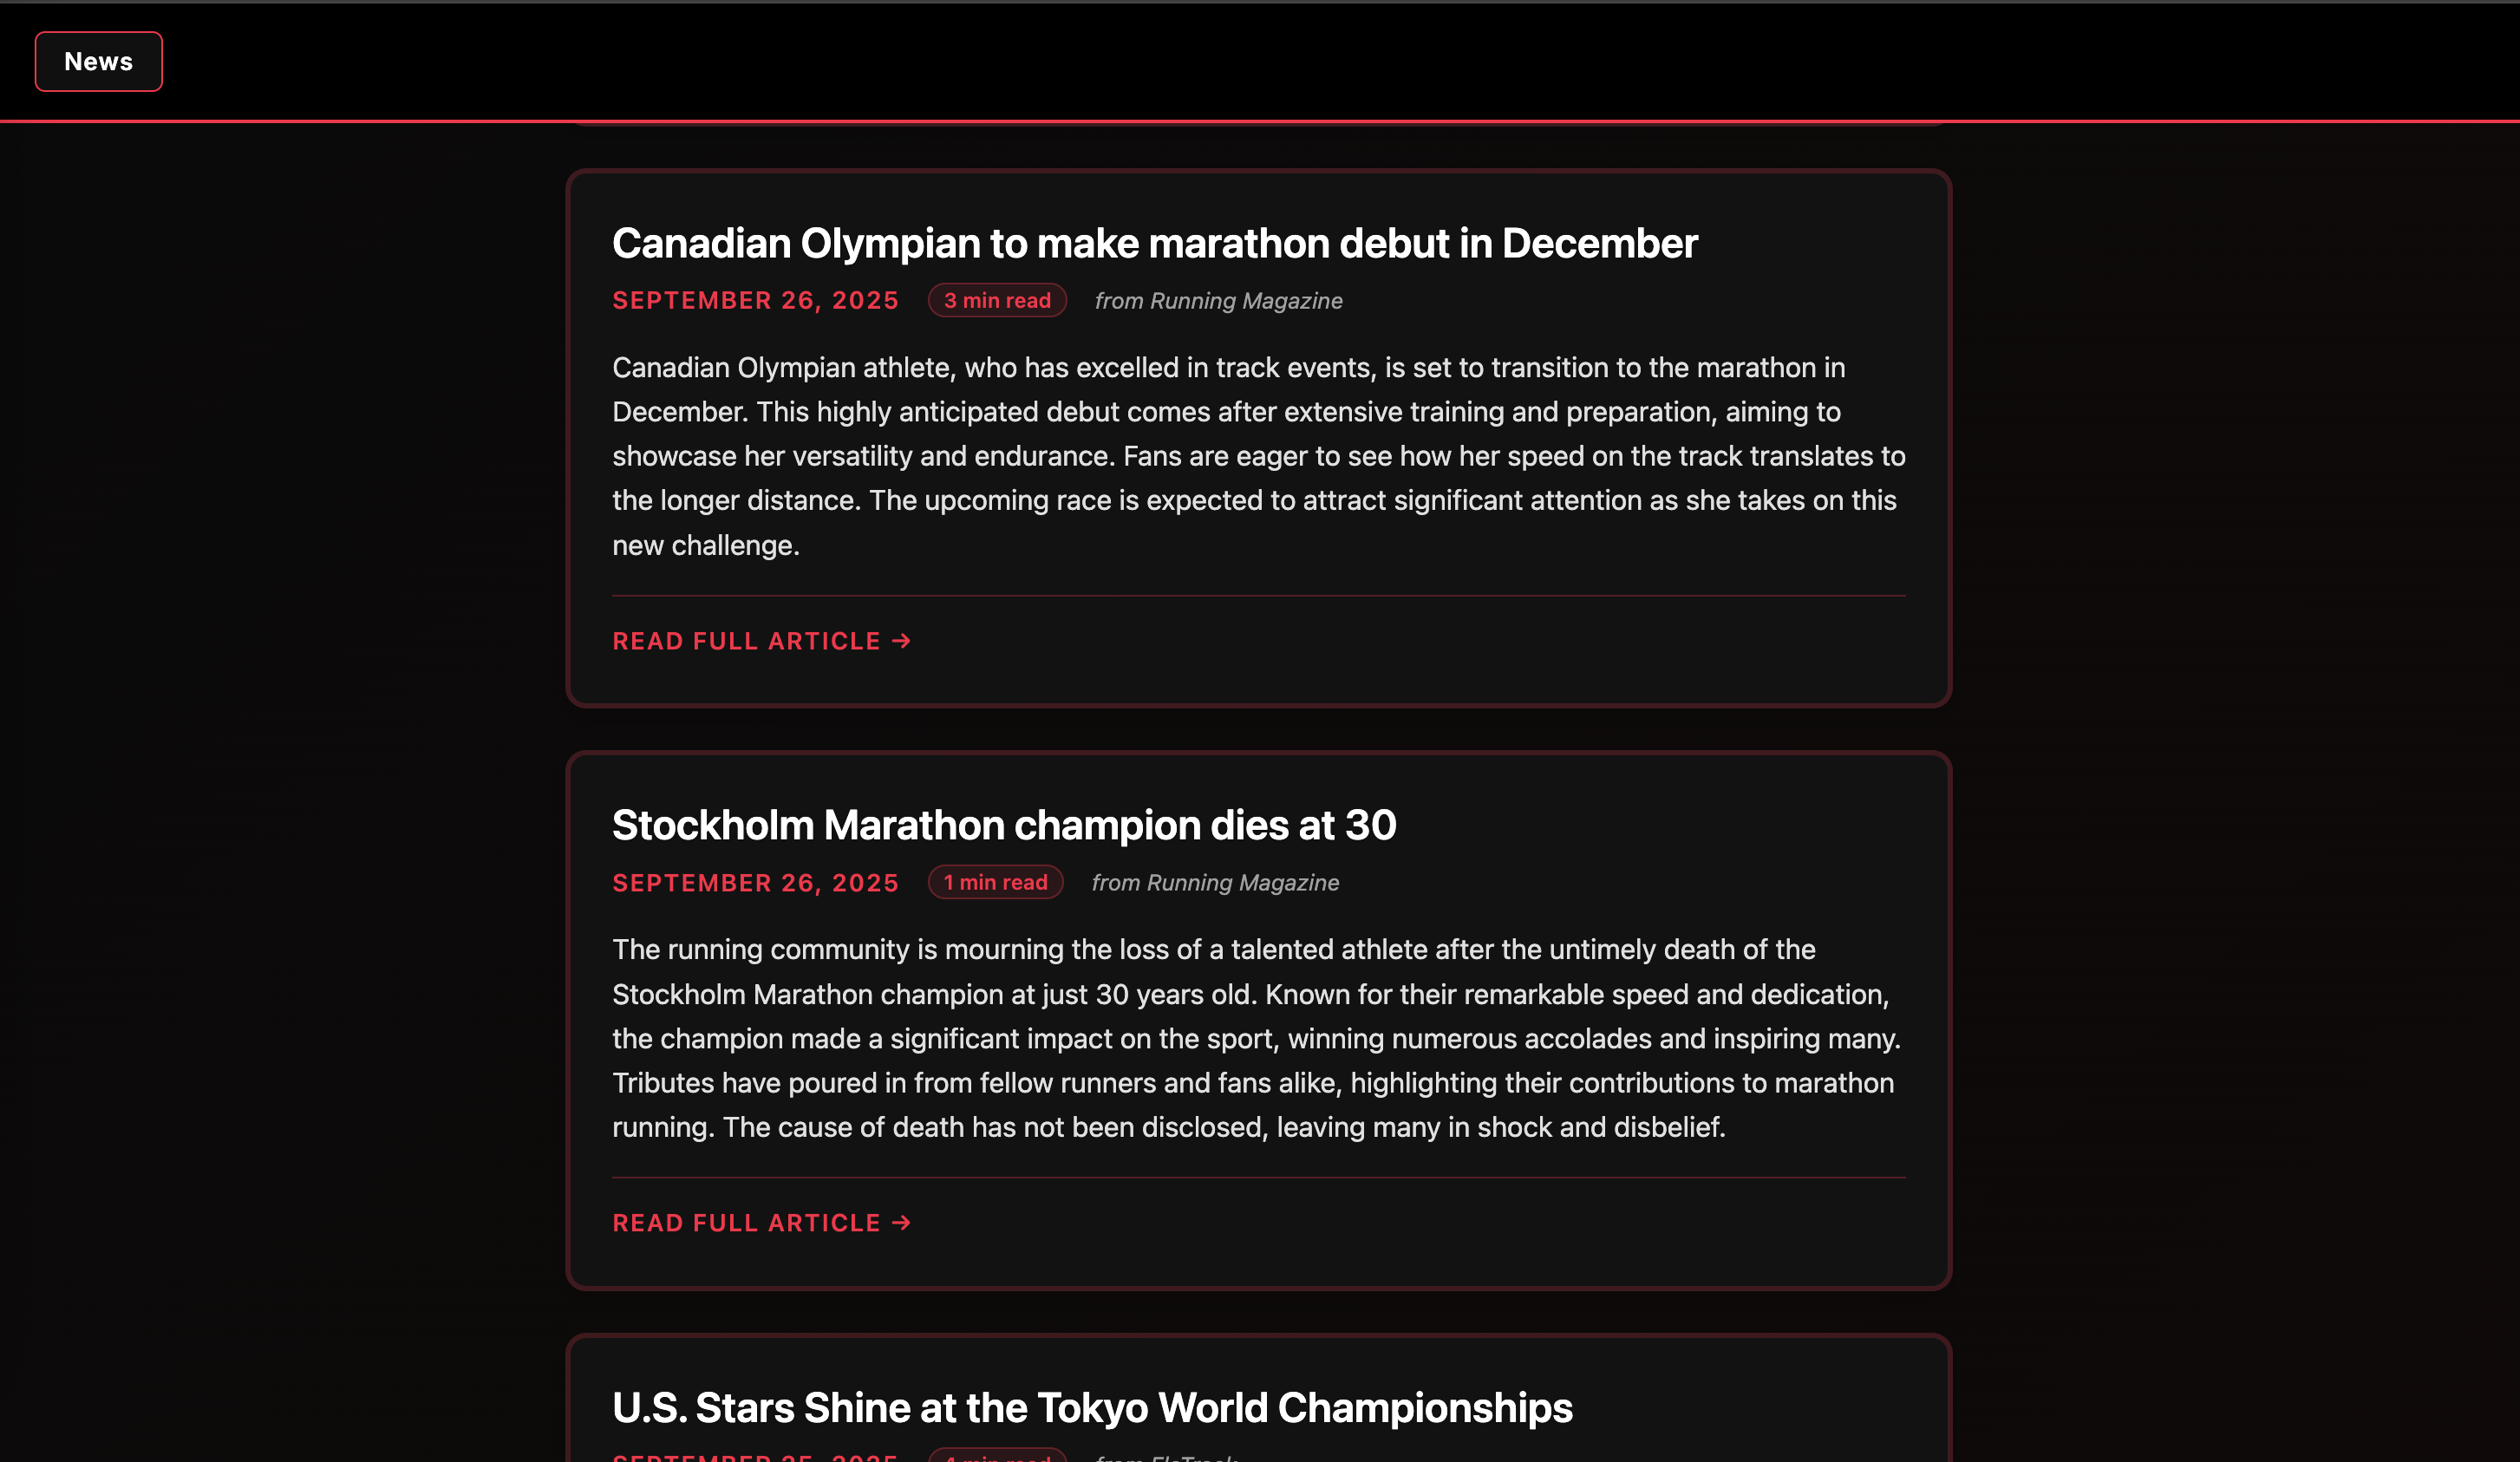 News
Canadian Olympian to make marathon debut in December
SEPTEMBER 26, 2025 3 min read from Running Magazine
Canadian Olympian athlete, who has excelled in track events, is set to transition to the marathon in
December. This highly anticipated debut comes after extensive training and preparation, aiming to
showcase her versatility and endurance. Fans are eager to see how her speed on the track translates to
the longer distance. The upcoming race is expected to attract significant attention as she takes on this
new challenge.
READ FULL ARTICLE →
Stockholm Marathon champion dies at 30
SEPTEMBER 26, 2025 1 min read from Running Magazine
The running community is mourning the loss of a talented athlete after the untimely death of the
Stockholm Marathon champion at just 30 years old. Known for their remarkable speed and dedication,
the champion made a significant impact on the sport, winning numerous accolades and inspiring many.
Tributes have poured in from fellow runners and fans alike, highlighting their contributions to marathon
running. The cause of death has not been disclosed, leaving many in shock and disbelief.
READ FULL ARTICLE →
U.S. Stars Shine at the Tokyo World Championships
SEPTEMBER 25, 2025 4 min read from FloTrack